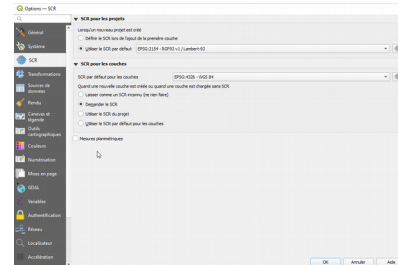 Options — SCR
Général
Système
SCR
Transformations
Sources de
données
Rendu
Canevas et
légende
Outils
cartographiques
Couleurs
Numérisation
Mises en page
GDAL
Variables
Authentification
Réseau
Localisateur
Accélération
SCR pour les projets
Lorsqu'un nouveau projet est créé
Définir le SCR lors de l'ajout de la première couche
Utiliser le SCR par défaut EPSG:2154 - RGF93 v1 / Lambert-93
SCR pour les couches
SCR par défaut pour les couches EPSG:4326 - WGS 84
Quand une nouvelle couche est créée ou quand une couche est chargée sans SCR
Laisser comme un SCR inconnu (ne rien faire)
Demander le SCR
Utiliser le SCR du projet
Utiliser le SCR par défaut pour les couches
Mesures planimétriques
OK Annuler Aide